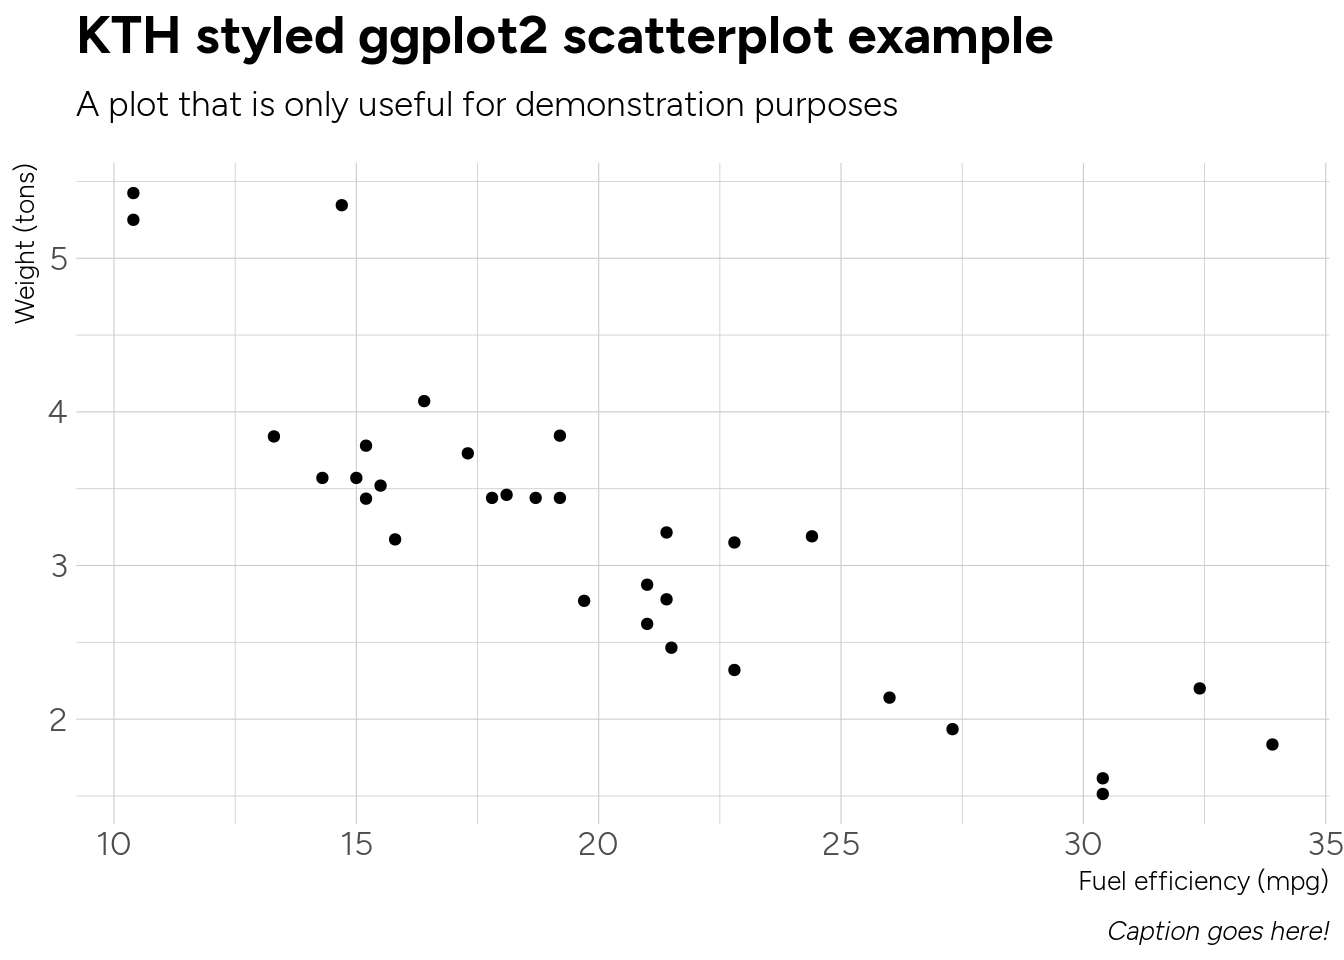 KTH styled ggplot2 scatterplot example
A plot that is only useful for demonstration purposes
Weight (tons)
5
4
3
2
10 15 20 25 30 35
Fuel efficiency (mpg)
Caption goes here!